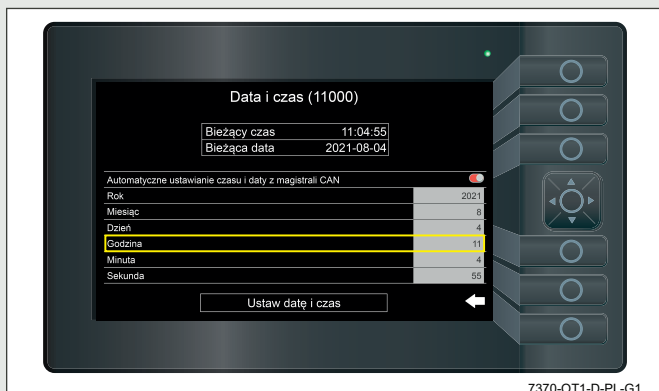 Data i czas (11000)
Bieżący czas 11:04:55
Bieżąca data 2021-08-04
Automatyczne ustawianie czasu i daty z magistrali CAN
Rok 2021
Miesiąc 8
Dzień 4
Godzina 11
Minuta 4
Sekunda 55
Ustaw datę i czas
7370-OT1-D-PL-G1